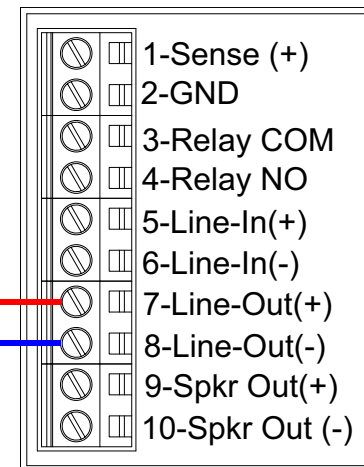 1-Sense (+)
2-GND
3-Relay COM
4-Relay NO
5-Line-In(+)
6-Line-In(-)
7-Line-Out(+)
8-Line-Out(-)
9-Spkr Out(+)
10-Spkr Out (-)